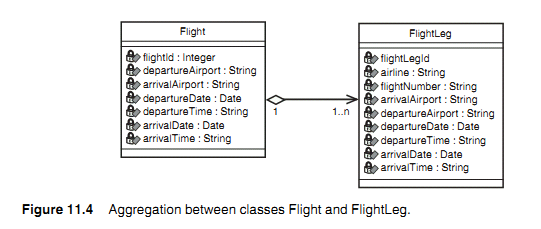 Flight
flightId : Integer
departureAirport : String
arrivalAirport : String
departureDate : Date
departureTime : String
arrivalDate : Date
arrivalTime : String
1
1..n
FlightLeg
flightLegId
airline : String
flightNumber : String
arrivalAirport : String
departureAirport : String
departureDate : Date
departureTime : String
arrivalDate : Date
arrivalTime : String
Figure 11.4 Aggregation between classes Flight and FlightLeg.